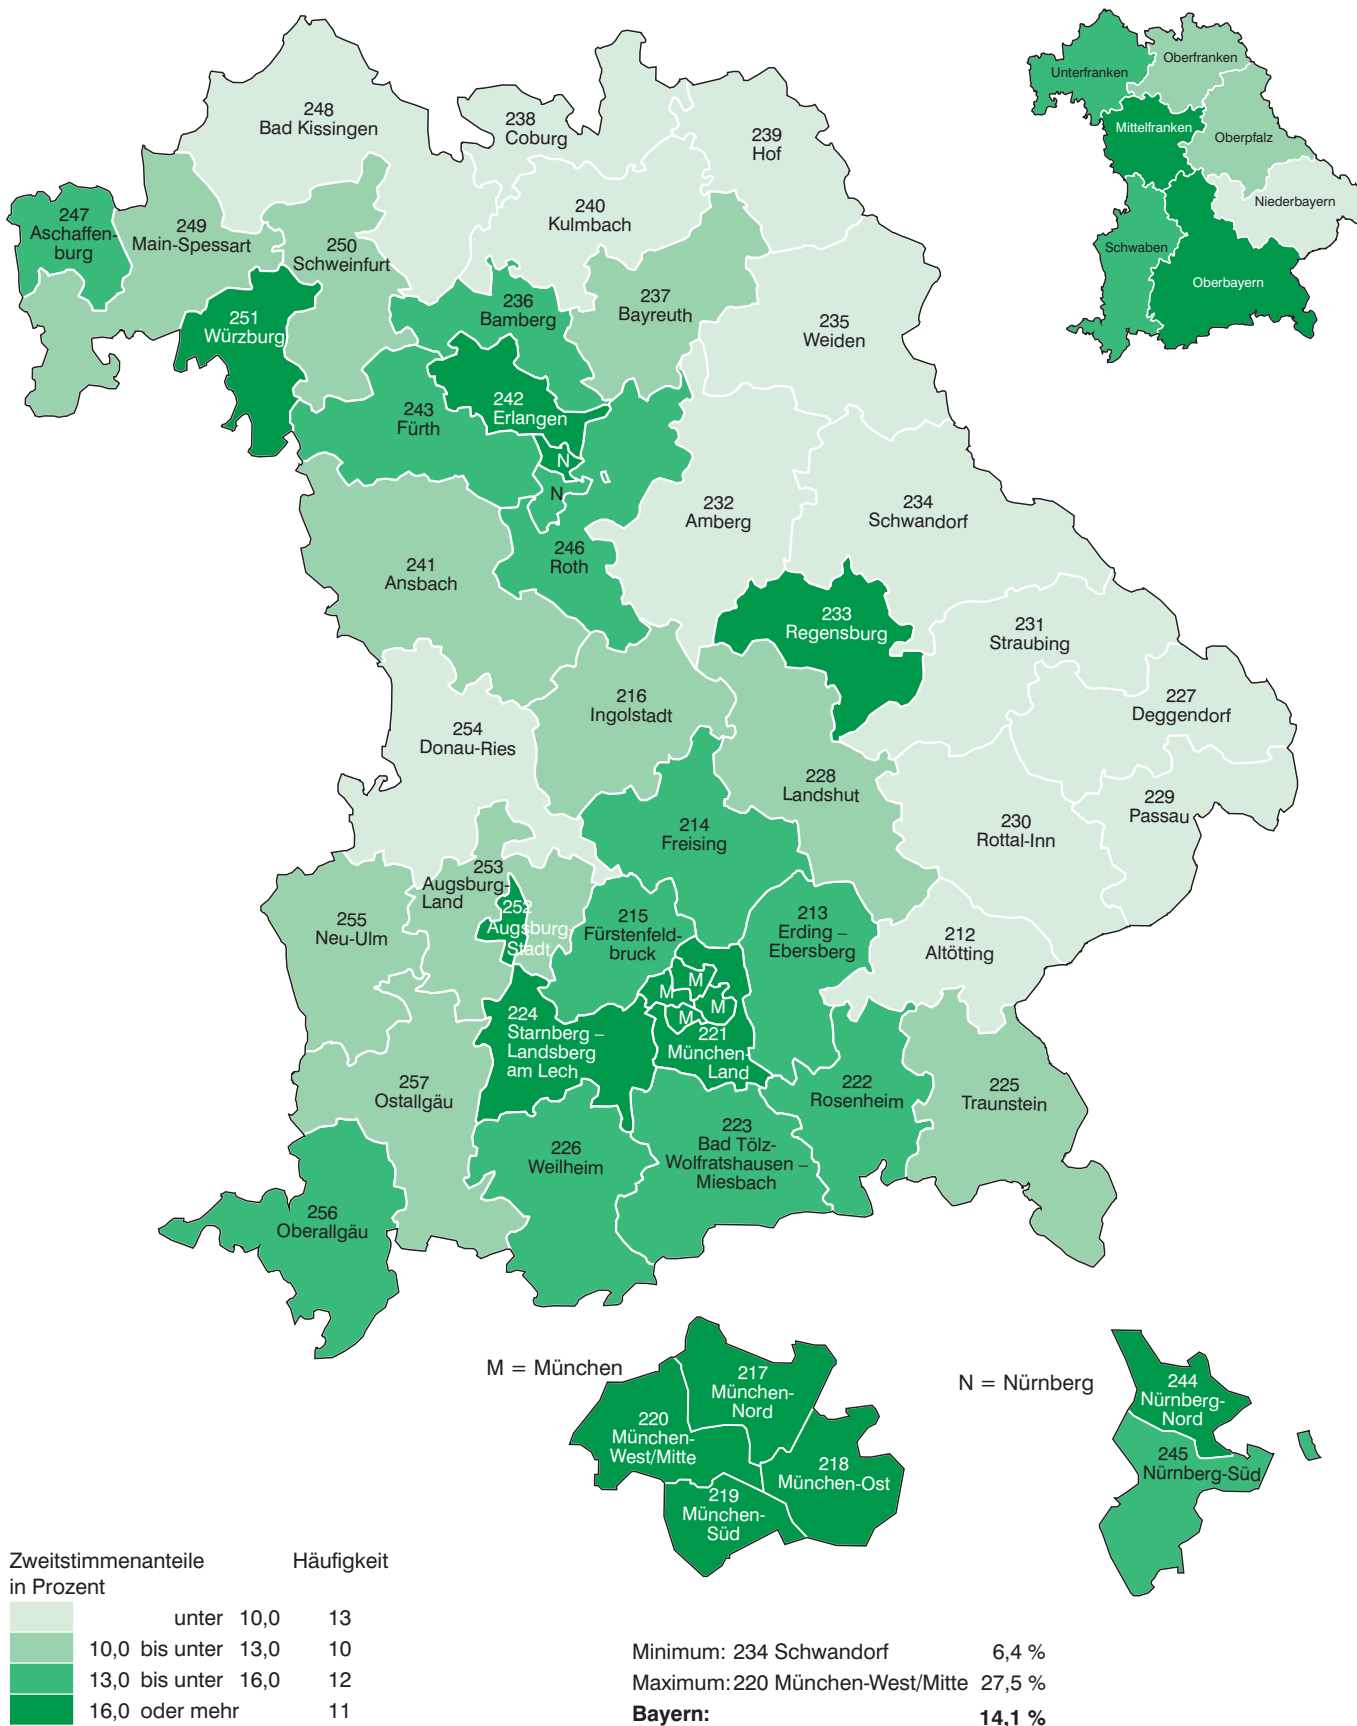 248
Bad Kissingen
238
Coburg
239
Hof
247
Aschaffen-
burg
249
Main-Spessart
250
Schweinfurt
240
Kulmbach
251
Würzburg
236
Bamberg
237
Bayreuth
235
Weiden
243
Fürth
242
Erlangen
N
N
232
Amberg
234
Schwandorf
241
Ansbach
246
Roth
233
Regensburg
231
Straubing
216
Ingolstadt
227
Deggendorf
254
Donau-Ries
228
Landshut
229
Passau
214
Freising
230
Rottal-Inn
253
Augsburg-
Land
252
Augsburg-
Stadt
255
Neu-Ulm
215
Fürstenfeld-
bruck
213
Erding –
Ebersberg
212
Altötting
M
M
M
M
224
Starnberg –
Landsberg
am Lech
221
München-
Land
257
Ostallgäu
222
Rosenheim
225
Traunstein
223
Bad Tölz-
Wolfratshausen –
Miesbach
226
Weilheim
256
Oberallgäu
Unterfranken
Oberfranken
Mittelfranken
Oberpfalz
Niederbayern
Schwaben
Oberbayern
M = München
217
München-
Nord
220
München-
West/Mitte
218
München-Ost
219
München-
Süd
N = Nürnberg
244
Nürnberg-
Nord
245
Nürnberg-Süd
Zweitstimmenanteile Häufigkeit
in Prozent
unter 10,0 13
10,0 bis unter 13,0 10
13,0 bis unter 16,0 12
16,0 oder mehr 11
Minimum: 234 Schwandorf 6,4 %
Maximum: 220 München-West/Mitte 27,5 %
Bayern: 14,1 %